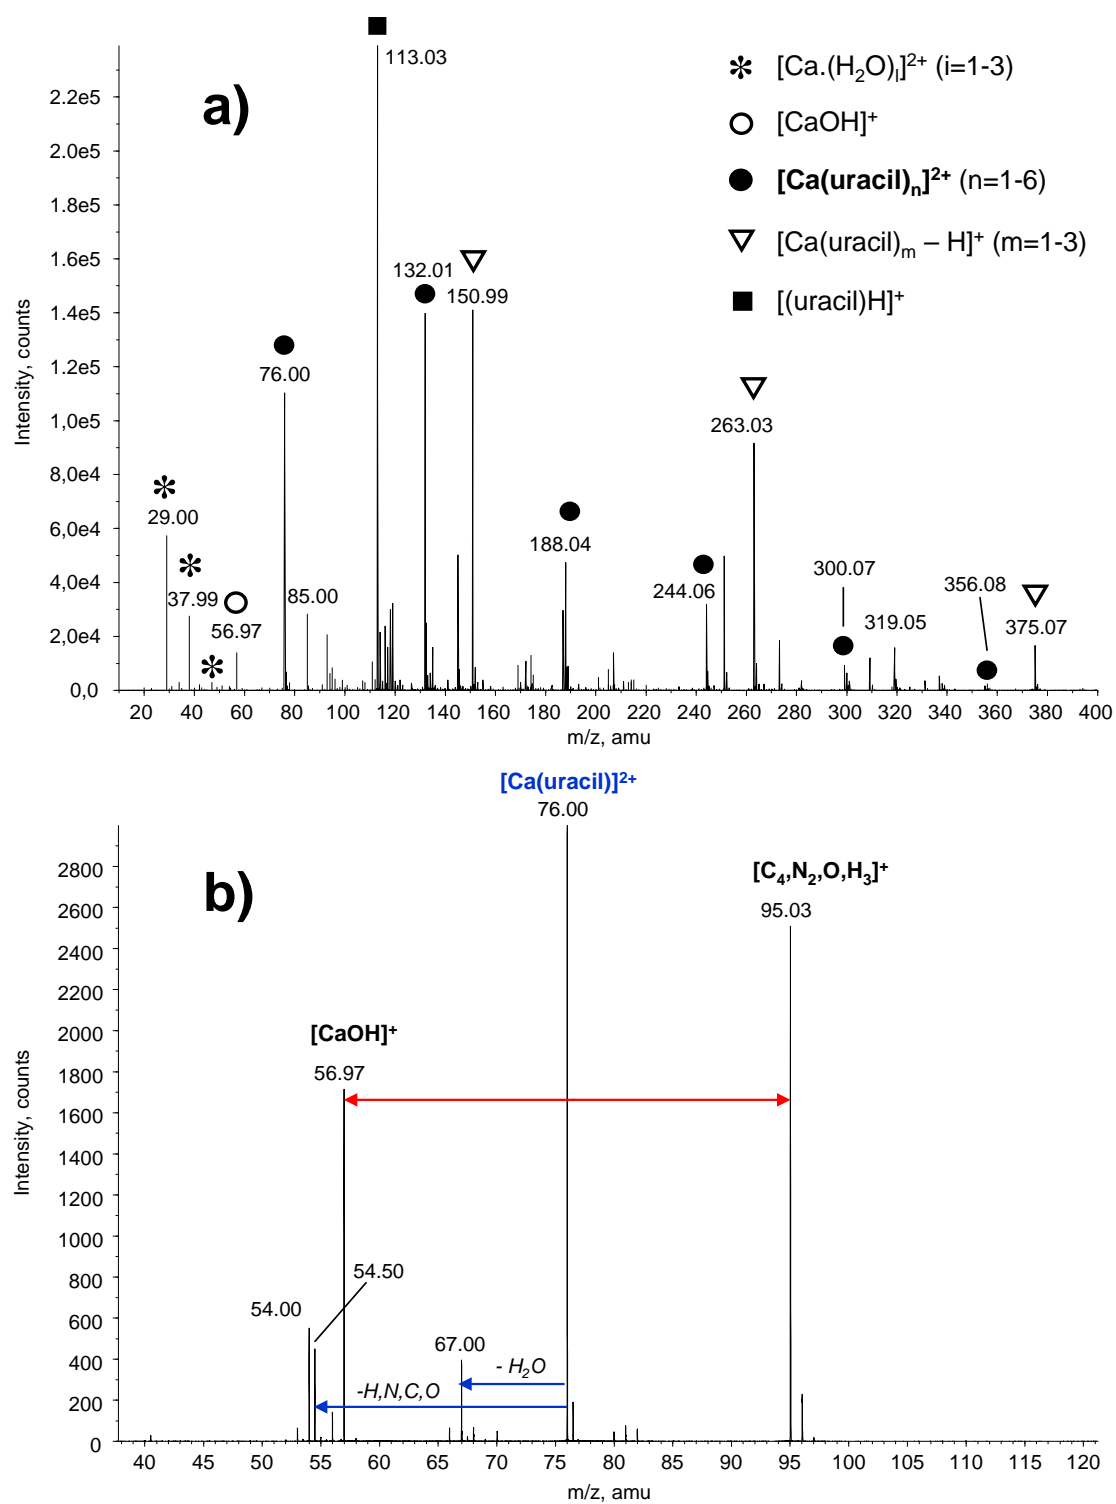 a)
113.03
[Ca.(H₂O)ₗ]²⁺ (i=1-3)
[CaOH]⁺
[Ca(uracil)ₙ]²⁺ (n=1-6)
[Ca(uracil)ₘ – H]⁺ (m=1-3)
[(uracil)H]⁺
Intensity, counts
2.2e5
2.0e5
1.8e5
1.6e5
1.4e5
1.2e5
1,0e5
8,0e4
6,0e4
4,0e4
2,0e4
0,0
29.00
37.99
56.97
76.00
85.00
132.01
150.99
188.04
244.06
263.03
300.07
319.05
356.08
375.07
20 40 60 80 100 120 140 160 180 200 220 240 260 280 300 320 340 360 380 400
m/z, amu
[Ca(uracil)]²⁺
76.00
b)
[C₄,N₂,O,H₃]⁺
95.03
[CaOH]⁺
56.97
54.50
54.00
67.00
- H₂O
-H,N,C,O
Intensity, counts
2800
2600
2400
2200
2000
1800
1600
1400
1200
1000
800
600
400
200
0
40 45 50 55 60 65 70 75 80 85 90 95 100 105 110 115 120
m/z, amu